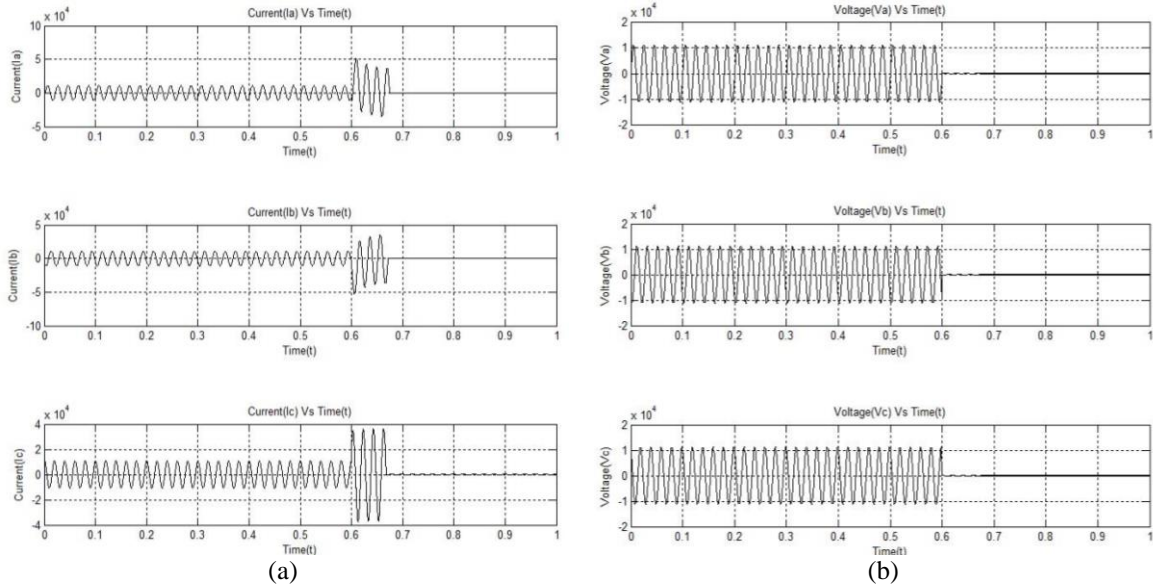 Current(Ia) Vs Time(t)
x 10^4
Current(Ia)
10
5
0
-5
0 0.1 0.2 0.3 0.4 0.5 0.6 0.7 0.8 0.9 1
Time(t)
Current(Ib) Vs Time(t)
x 10^4
Current(Ib)
5
0
-5
-10
0 0.1 0.2 0.3 0.4 0.5 0.6 0.7 0.8 0.9 1
Time(t)
Current(Ic) Vs Time(t)
x 10^4
Current(Ic)
4
2
0
-2
-4
0 0.1 0.2 0.3 0.4 0.5 0.6 0.7 0.8 0.9 1
Time(t)
(a)
Voltage(Va) Vs Time(t)
x 10^4
Voltage(Va)
2
1
0
-1
-2
0 0.1 0.2 0.3 0.4 0.5 0.6 0.7 0.8 0.9 1
Time(t)
Voltage(Vb) Vs Time(t)
x 10^4
Voltage(Vb)
2
1
0
-1
-2
0 0.1 0.2 0.3 0.4 0.5 0.6 0.7 0.8 0.9 1
Time(t)
Voltage(Vc) Vs Time(t)
x 10^4
Voltage(Vc)
2
1
0
-1
-2
0 0.1 0.2 0.3 0.4 0.5 0.6 0.7 0.8 0.9 1
Time(t)
(b)